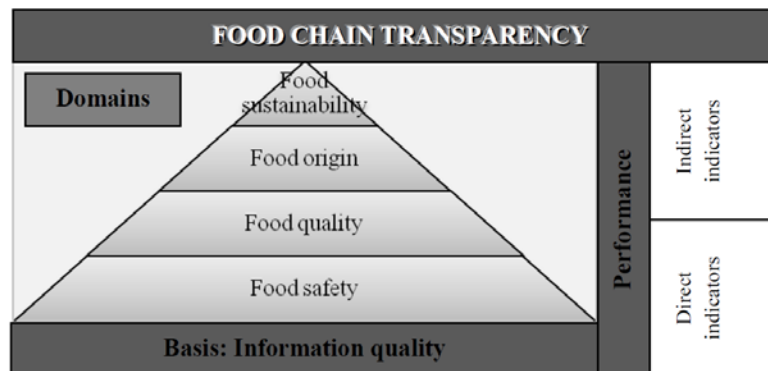 FOOD CHAIN TRANSPARENCY
Domains
Food
sustainability
Food origin
Food quality
Food safety
Basis: Information quality
Performance
Indirect
indicators
Direct
indicators